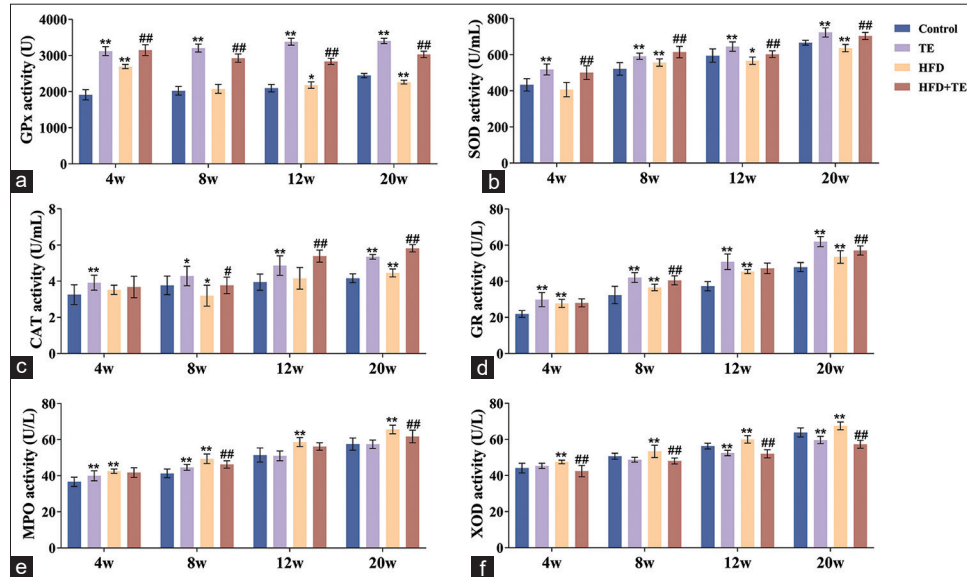 GPx activity (U)
4000
3000
2000
1000
0
** ** ## ** ## ** * ## ** ** ##
4w 8w 12w 20w
a
SOD activity (U/mL)
800
600
400
200
0
** ## ** ** ## ** * ## ** ** ##
4w 8w 12w 20w
b
Control
TE
HFD
HFD+TE
CAT activity (U/mL)
8
6
4
2
0
** * * # ** ## ** ** ##
4w 8w 12w 20w
c
GR activity (U/L)
80
60
40
20
0
** ** ** ** ## ** ** ** ** ##
4w 8w 12w 20w
d
MPO activity (U/L)
80
60
40
20
0
** ** ** ** ## ** ** ##
4w 8w 12w 20w
e
XOD activity (U/L)
80
60
40
20
0
** ## ** ## ** ** ## ** ** ##
4w 8w 12w 20w
f